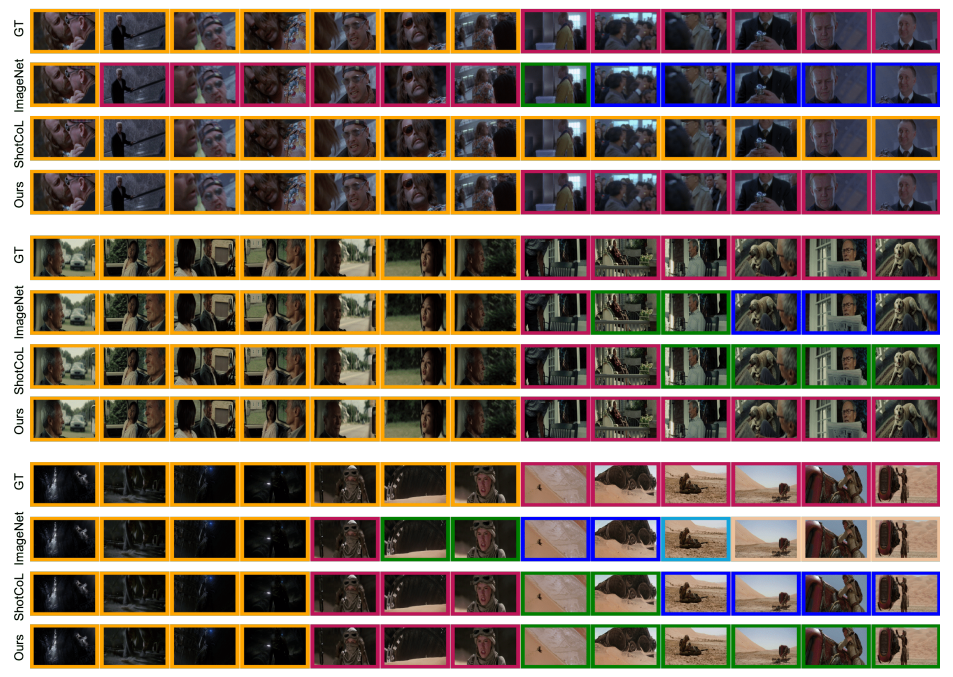 GT
ImageNet
ShotCoL
Ours
GT
ImageNet
ShotCoL
Ours
GT
ImageNet
ShotCoL
Ours